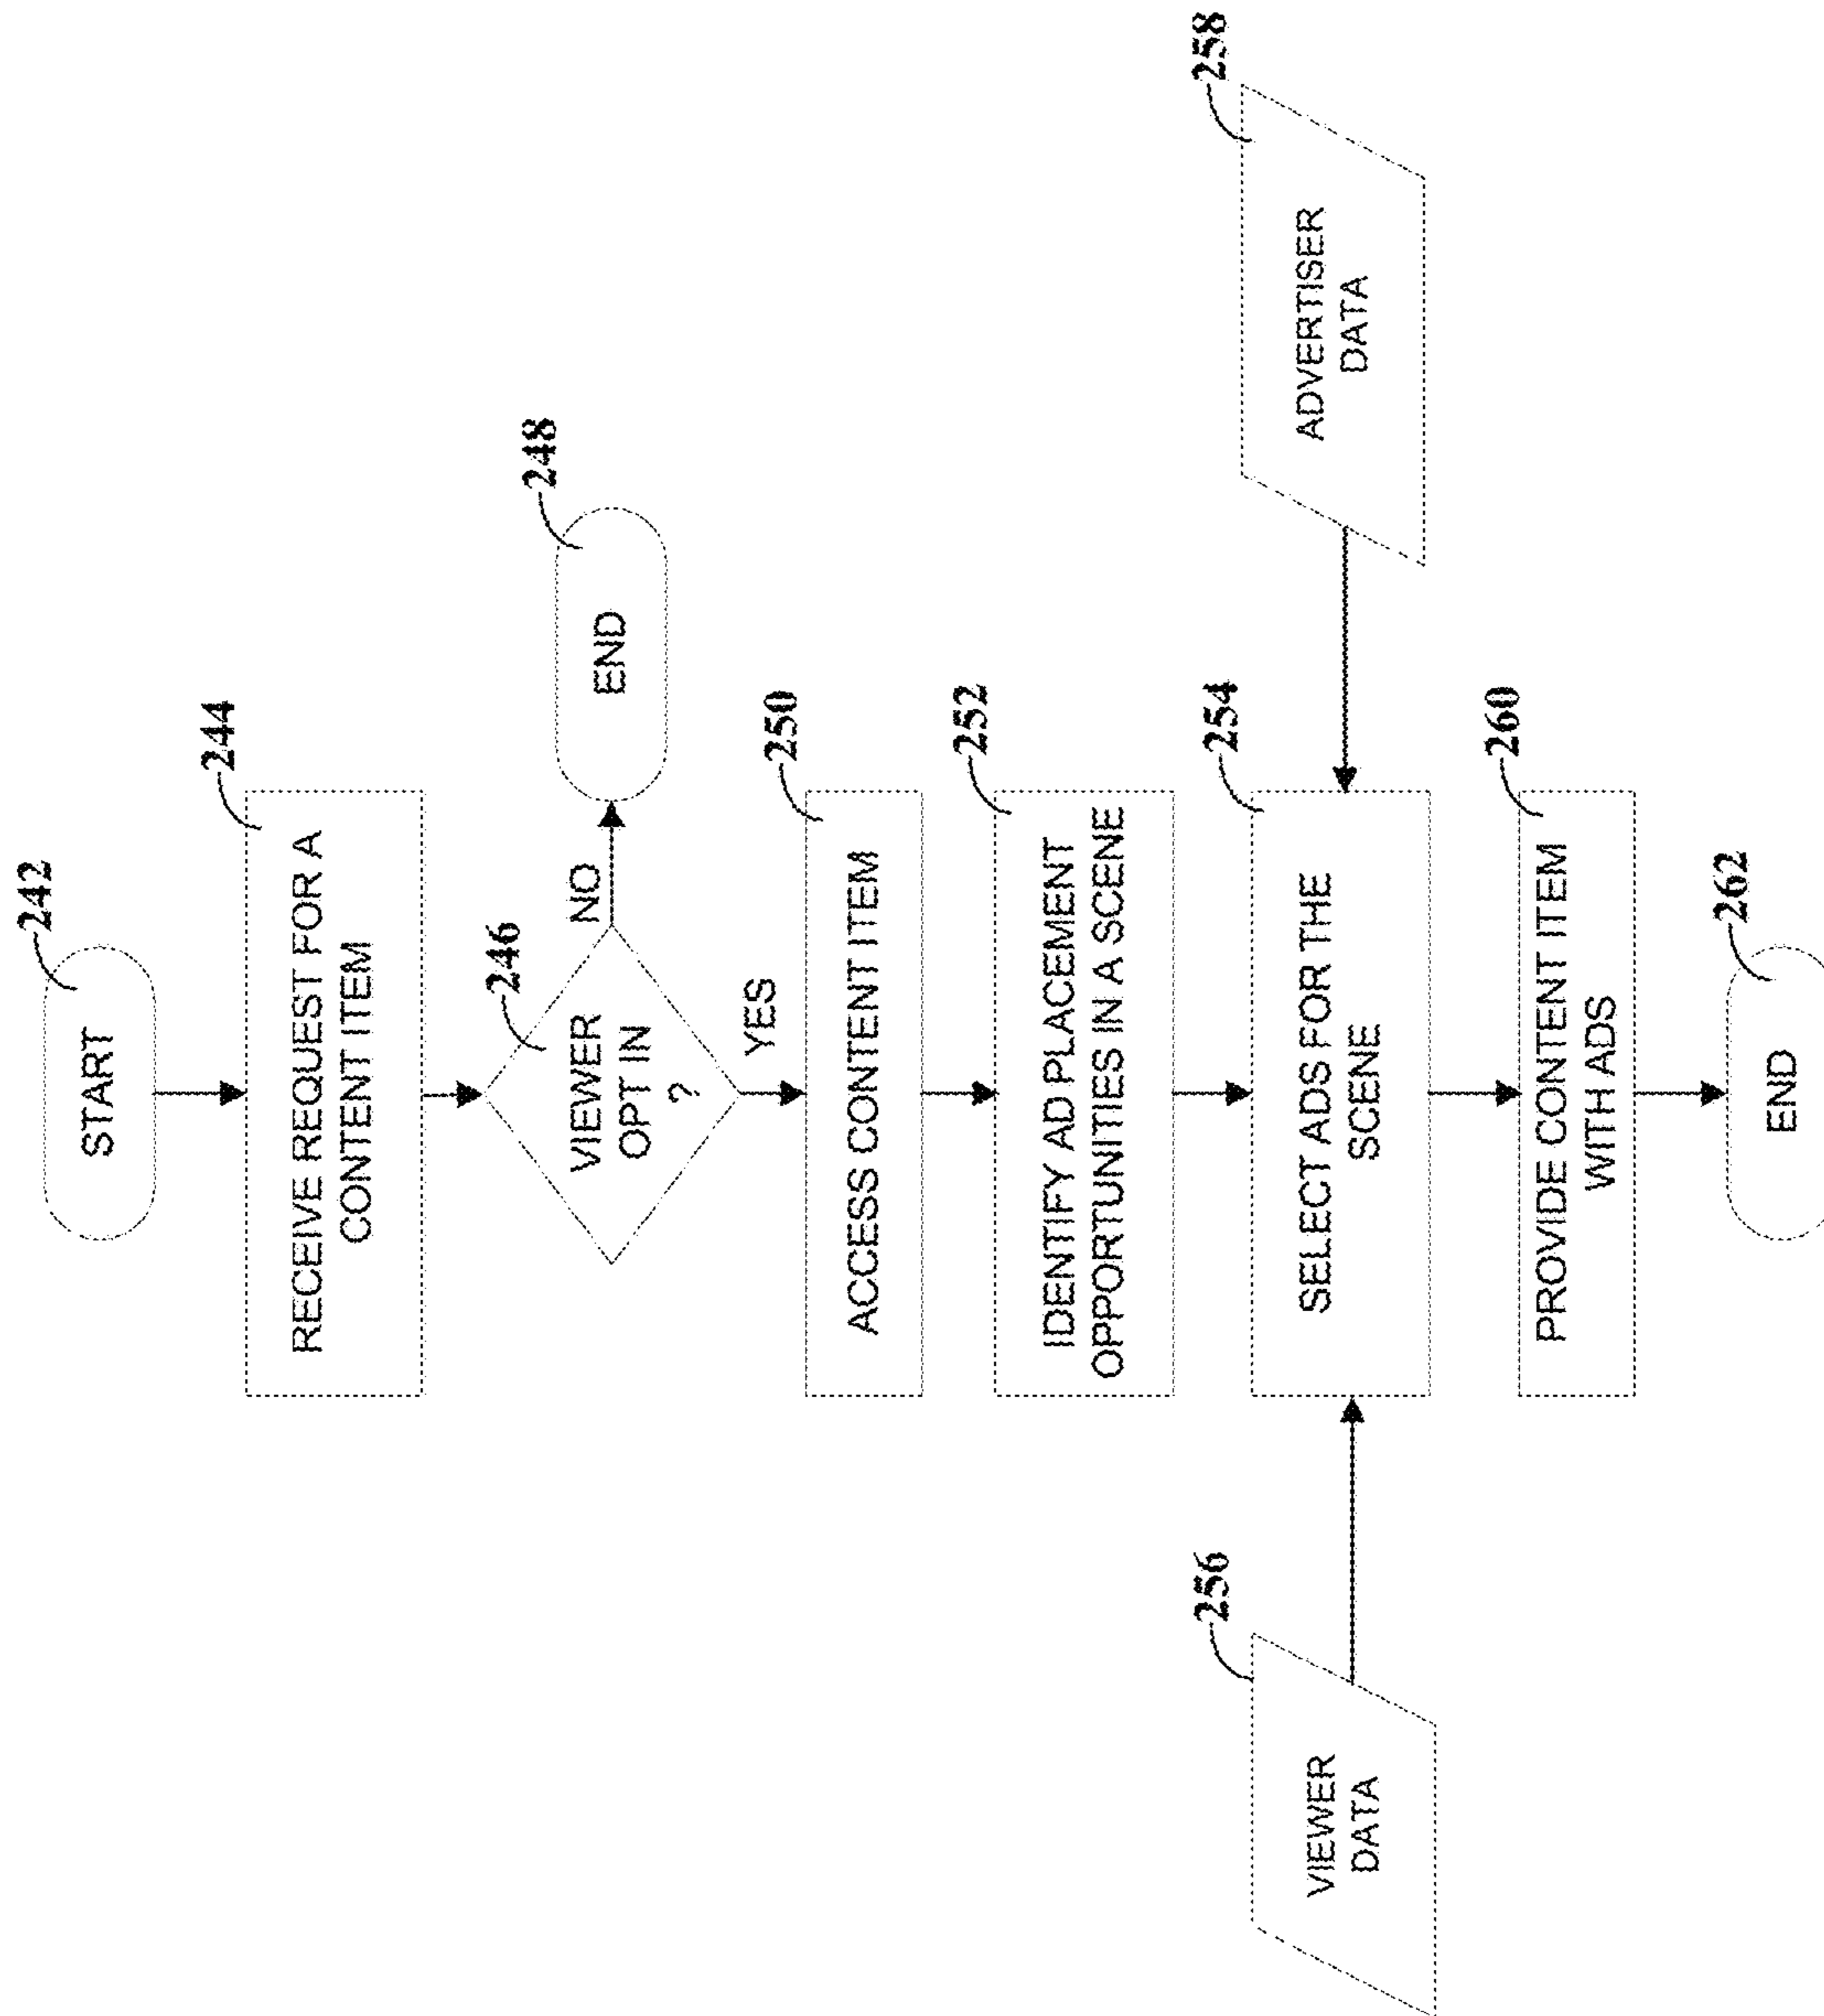 242
START
244
RECEIVE REQUEST FOR A
CONTENT ITEM
246
VIEWER
OPT IN
?
NO
248
END
YES
250
ACCESS CONTENT ITEM
252
IDENTIFY AD PLACEMENT
OPPORTUNITIES IN A SCENE
254
SELECT ADS FOR THE
SCENE
256
VIEWER
DATA
258
ADVERTISER
DATA
260
PROVIDE CONTENT ITEM
WITH ADS
262
END